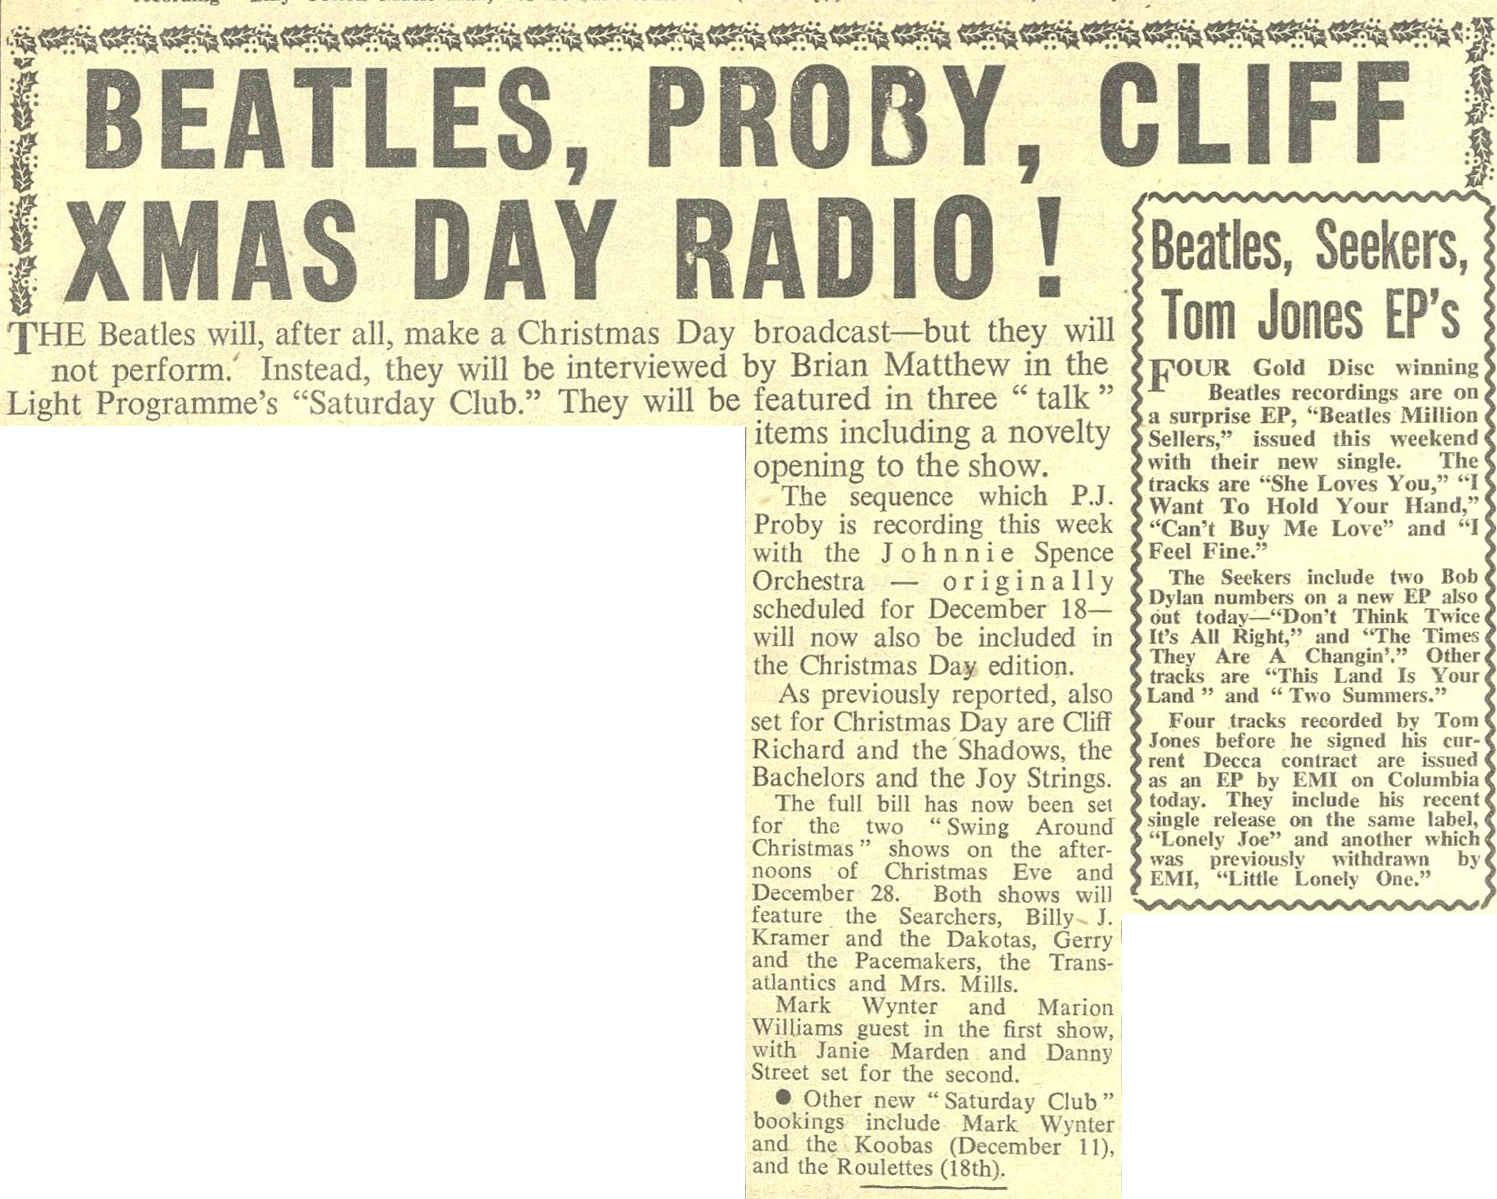 BEATLES, PROBY, CLIFF
XMAS DAY RADIO !
THE Beatles will, after all, make a Christmas Day broadcast—but they will
not perform. Instead, they will be interviewed by Brian Matthew in the
Light Programme's "Saturday Club." They will be featured in three " talk "
items including a novelty
opening to the show.
The sequence which P.J.
Proby is recording this week
with the Johnnie Spence
Orchestra — originally
scheduled for December 18—
will now also be included in
the Christmas Day edition.
As previously reported, also
set for Christmas Day are Cliff
Richard and the Shadows, the
Bachelors and the Joy Strings.
The full bill has now been set
for the two "Swing Around
Christmas" shows on the after-
noons of Christmas Eve and
December 28. Both shows will
feature the Searchers, Billy J.
Kramer and the Dakotas, Gerry
and the Pacemakers, the Trans-
atlantics and Mrs. Mills.
Mark Wynter and Marion
Williams guest in the first show,
with Janie Marden and Danny
Street set for the second.
● Other new "Saturday Club"
bookings include Mark Wynter
and the Koobas (December 11),
and the Roulettes (18th).
Beatles, Seekers,
Tom Jones EP's
FOUR Gold Disc winning
Beatles recordings are on
a surprise EP, "Beatles Million
Sellers," issued this weekend
with their new single. The
tracks are "She Loves You," "I
Want To Hold Your Hand,"
"Can't Buy Me Love" and "I
Feel Fine."
The Seekers include two Bob
Dylan numbers on a new EP also
out today—"Don't Think Twice
It's All Right," and "The Times
They Are A Changin'." Other
tracks are "This Land Is Your
Land " and " Two Summers."
Four tracks recorded by Tom
Jones before he signed his cur-
rent Decca contract are issued
as an EP by EMI on Columbia
today. They include his recent
single release on the same label,
"Lonely Joe" and another which
was previously withdrawn by
EMI, "Little Lonely One."